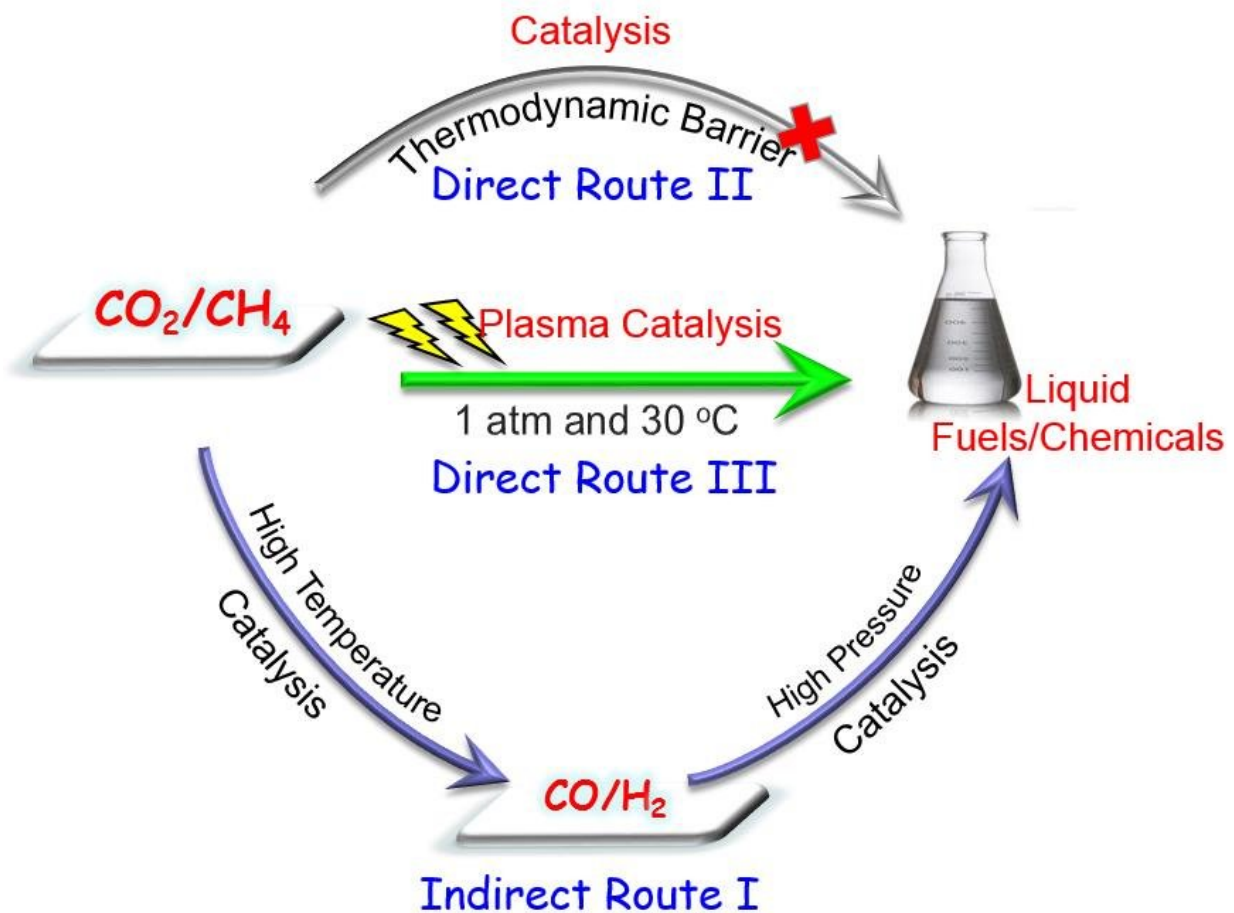 Catalysis
Thermodynamic Barrier
Direct Route II
CO₂/CH₄
Plasma Catalysis
1 atm and 30 °C
Direct Route III
Liquid
Fuels/Chemicals
High Temperature
Catalysis
High Pressure
Catalysis
CO/H₂
Indirect Route I